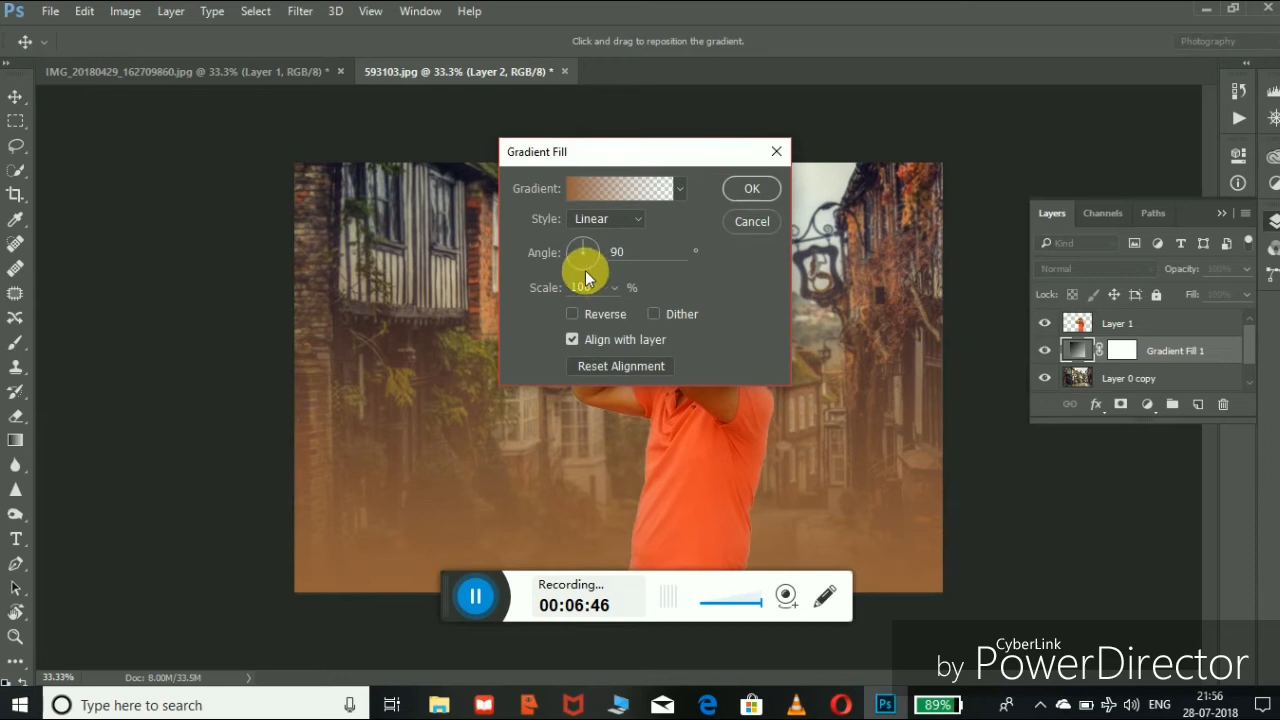 Ps File Edit Image Layer Type Select Filter 3D View Window Help
Click and drag to reposition the gradient.
Photography
IMG_20180429_162709860.jpg @ 33.3% (Layer 1, RGB/8) * ×
593103.jpg @ 33.3% (Layer 2, RGB/8) * ×
Gradient Fill
Gradient:
OK
Style: Linear
Cancel
Angle: 90 °
Scale: 100 %
Reverse Dither
Align with layer
Reset Alignment
Layers Channels Paths
Kind
Normal Opacity: 100%
Lock: Fill: 100%
Layer 1
Gradient Fill 1
Layer 0 copy
fx
Recording...
00:06:46
CyberLink
by PowerDirector
33.33% Doc: 8.00M/33.5M
Type here to search
Ps
89%
ENG
21:56
28-07-2018